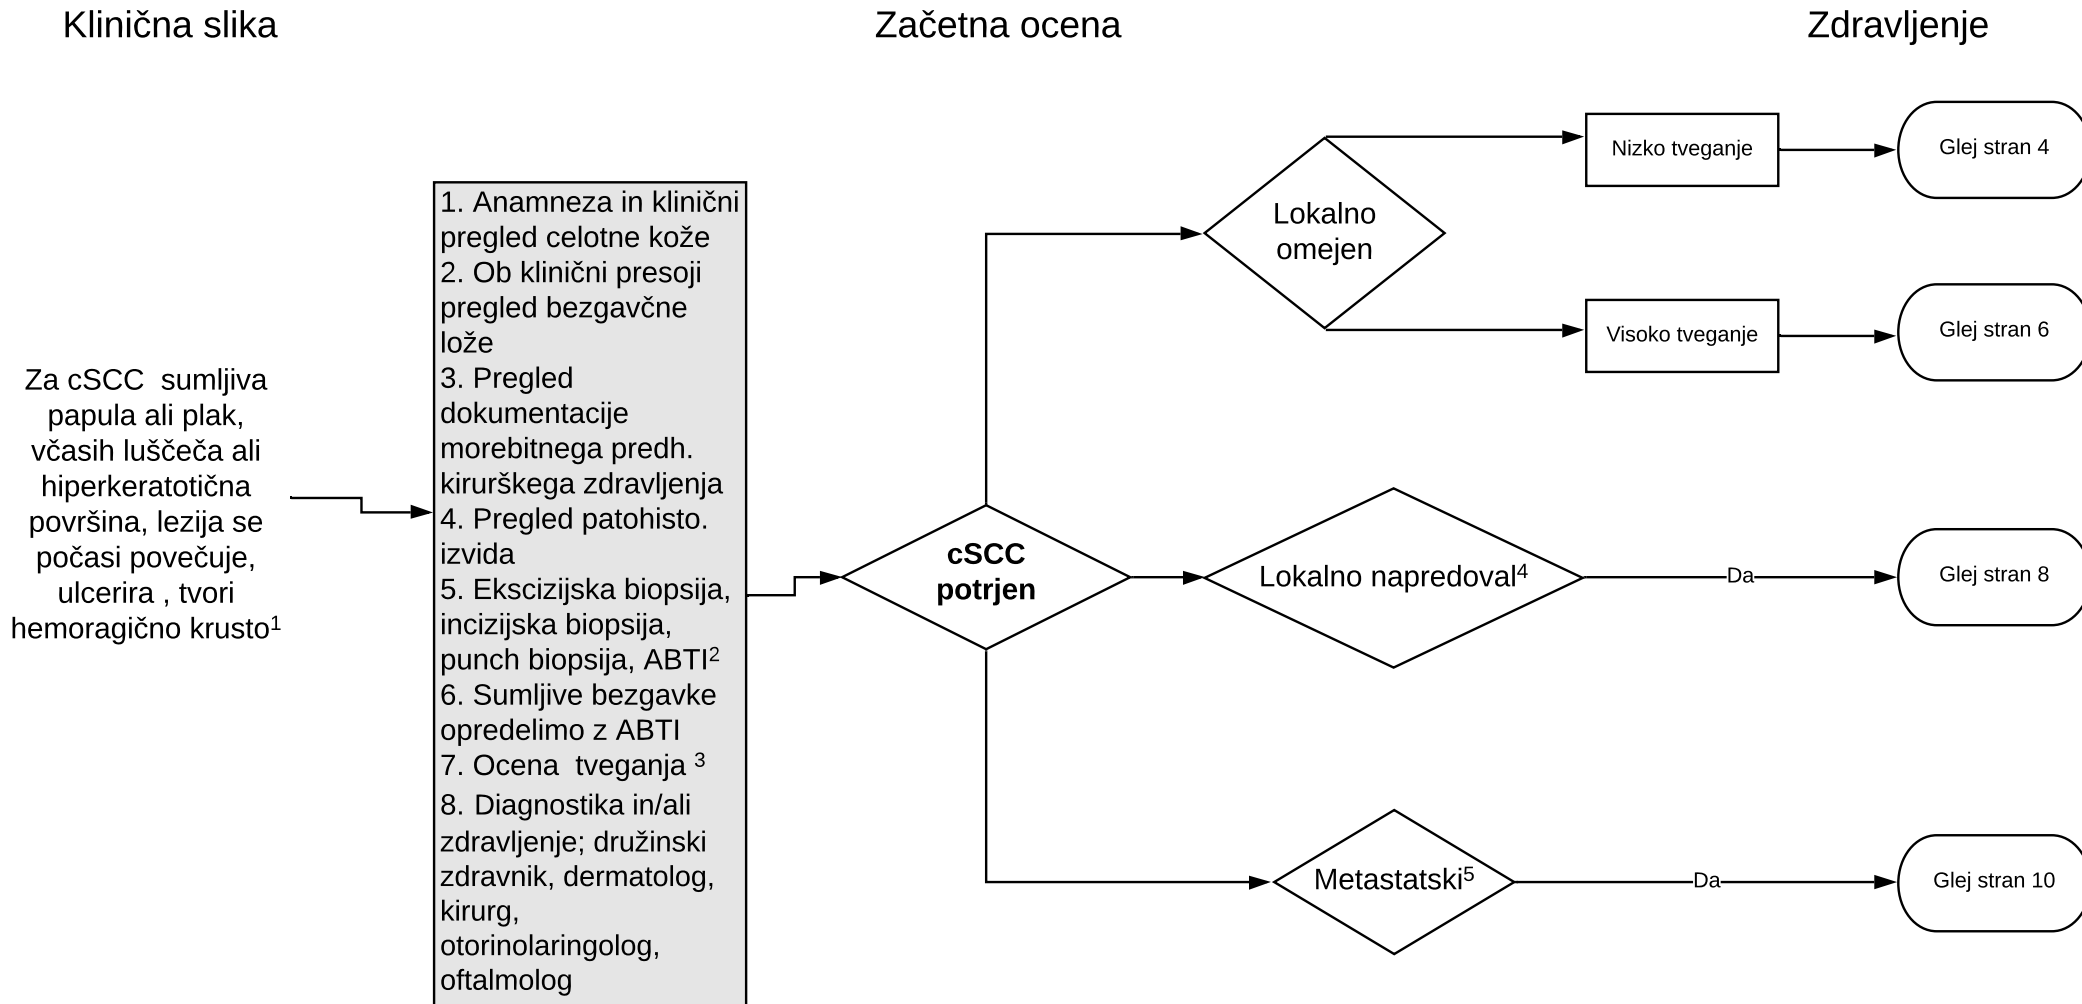 Klinična slika
Začetna ocena
Zdravljenje
Za cSCC  sumljiva
papula ali plak,
včasih luščeča ali
hiperkeratotična
površina, lezija se
počasi povečuje,
ulcerira , tvori
hemoragično krusto1
1. Anamneza in klinični
pregled celotne kože
2. Ob klinični presoji
pregled bezgavčne
lože
3. Pregled
dokumentacije
morebitnega predh.
kirurškega zdravljenja
4. Pregled patohisto.
izvida
5. Ekscizijska biopsija,
incizijska biopsija,
punch biopsija, ABTI2
6. Sumljive bezgavke
opredelimo z ABTI
7. Ocena  tveganja 3
8. Diagnostika in/ali
zdravljenje; družinski
zdravnik, dermatolog,
kirurg,
otorinolaringolog,
oftalmolog
cSCC
potrjen
Lokalno
omejen
Nizko tveganje
Glej stran 4
Visoko tveganje
Glej stran 6
Lokalno napredoval4
Da
Glej stran 8
Metastatski5
Da
Glej stran 10